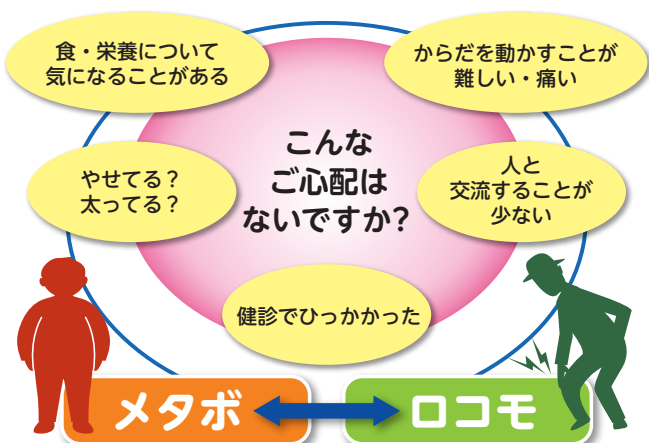 食・栄養について
気になることがある
からだを動かすことが
難しい・痛い
こんな
ご心配は
ないですか？
やせてる？
太ってる？
人と
交流することが
少ない
健診でひっかかった
メタボ
ロコモ